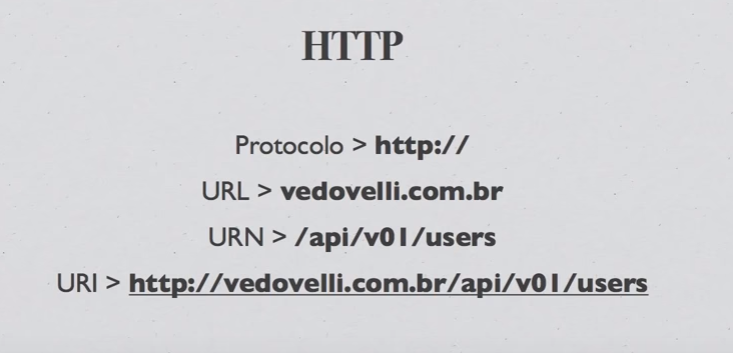 HTTP
Protocolo > http://
URL > vedovelli.com.br
URN > /api/v01/users
URI > http://vedovelli.com.br/api/v01/users